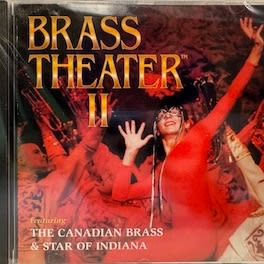 BRASS
THEATER™
II
Featuring
THE CANADIAN BRASS
& STAR OF INDIANA